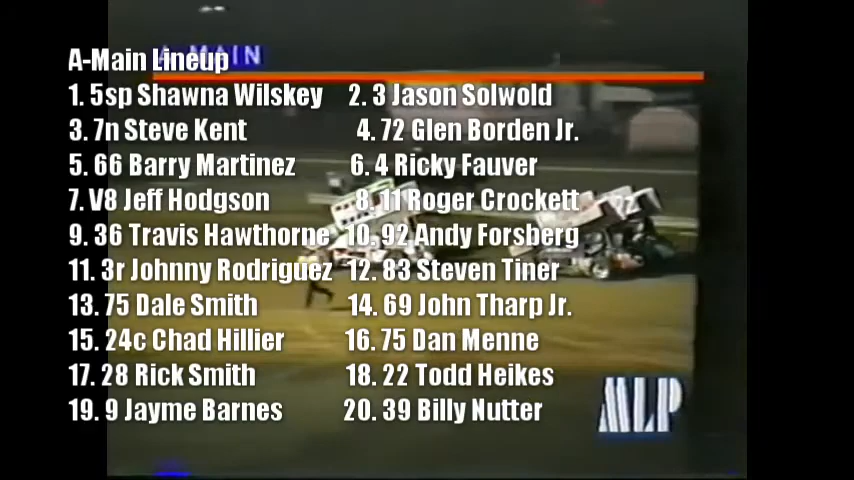 A-MAIN
A-Main Lineup
1. 5sp Shawna Wilskey 2. 3 Jason Solwold
3. 7n Steve Kent 4. 72 Glen Borden Jr.
5. 66 Barry Martinez 6. 4 Ricky Fauver
7. V8 Jeff Hodgson 8. 11 Roger Crockett
9. 36 Travis Hawthorne 10. 92 Andy Forsberg
11. 3r Johnny Rodriguez 12. 83 Steven Tiner
13. 75 Dale Smith 14. 69 John Tharp Jr.
15. 24c Chad Hillier 16. 75 Dan Menne
17. 28 Rick Smith 18. 22 Todd Heikes
19. 9 Jayme Barnes 20. 39 Billy Nutter
MLP